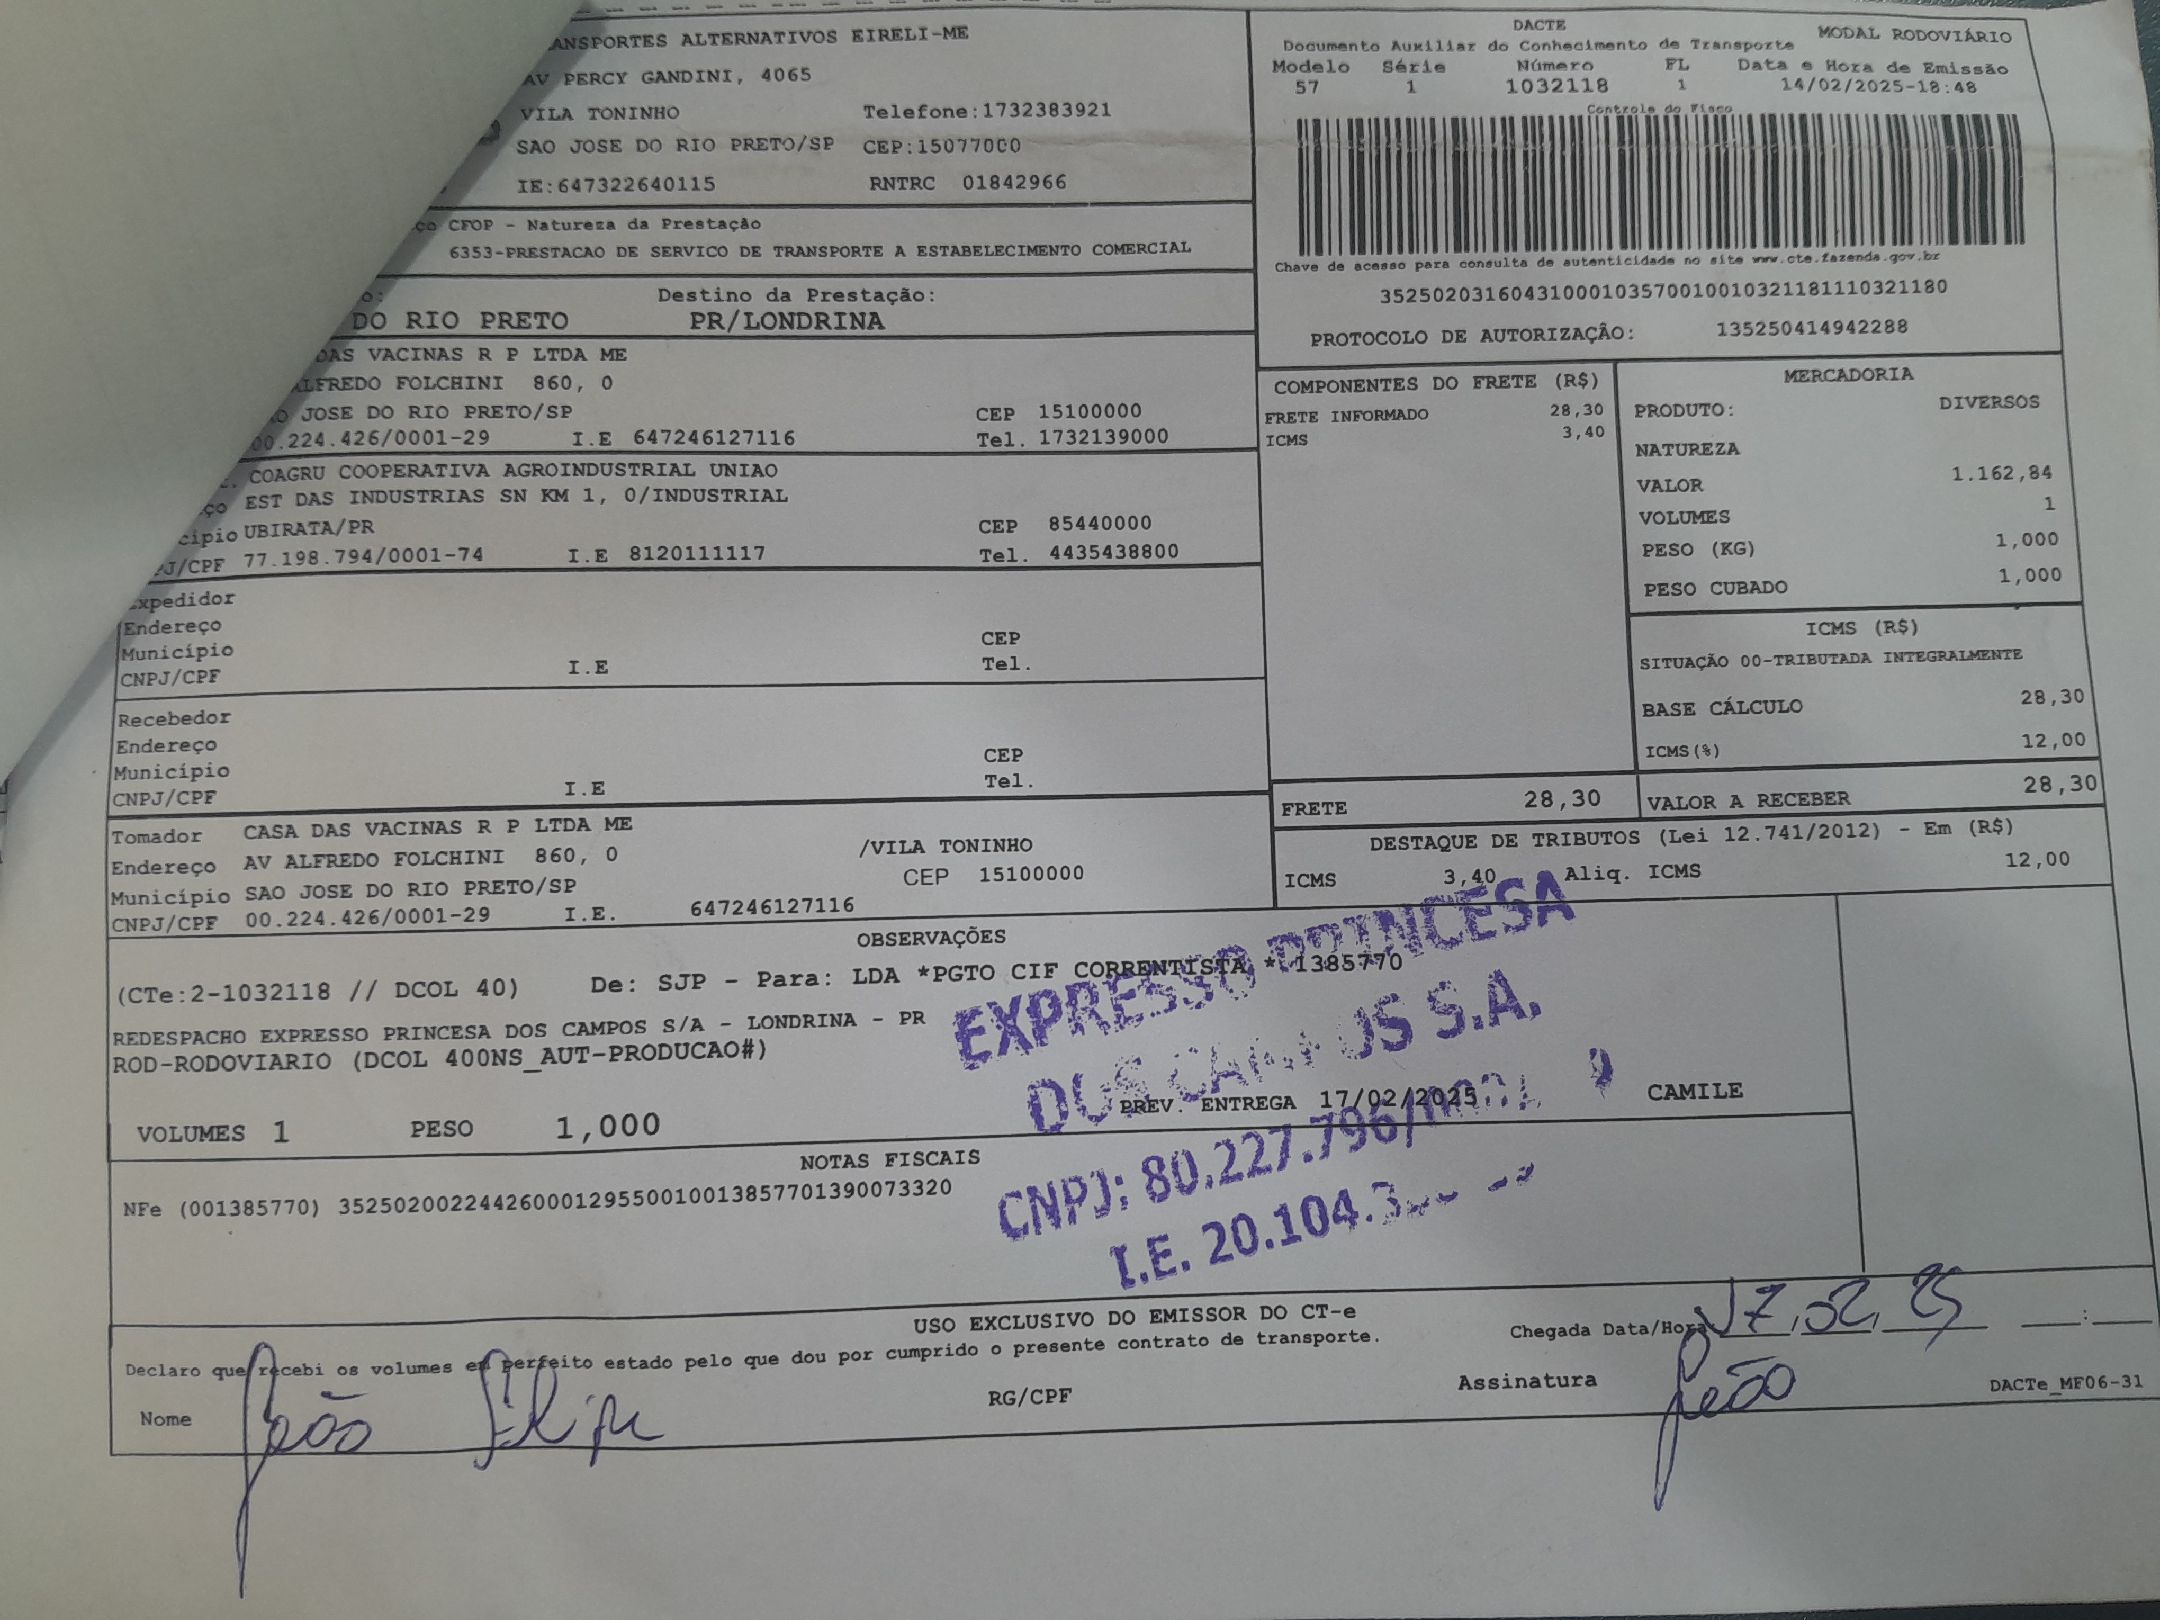 TRANSPORTES ALTERNATIVOS EIRELI-ME
AV PERCY GANDINI, 4065
VILA TONINHO Telefone:1732383921
SAO JOSE DO RIO PRETO/SP CEP:15077000
IE:647322640115 RNTRC 01842966
DACTE
Documento Auxiliar do Conhecimento de Transporte MODAL RODOVIÁRIO
Modelo Série Número FL Data e Hora de Emissão
57 1 1032118 1 14/02/2025-18:48
Controle do Fisco
Chave de acesso para consulta de autenticidade no site www.cte.fazenda.gov.br
35250203160431000103570010010321181110321180
PROTOCOLO DE AUTORIZAÇÃO: 135250414942288
ço CFOP - Natureza da Prestação
6353-PRESTACAO DE SERVICO DE TRANSPORTE A ESTABELECIMENTO COMERCIAL
o: Destino da Prestação:
DO RIO PRETO PR/LONDRINA
DAS VACINAS R P LTDA ME
ALFREDO FOLCHINI 860, 0
O JOSE DO RIO PRETO/SP CEP 15100000
00.224.426/0001-29 I.E 647246127116 Tel. 1732139000
COAGRU COOPERATIVA AGROINDUSTRIAL UNIAO
ço EST DAS INDUSTRIAS SN KM 1, 0/INDUSTRIAL
cípio UBIRATA/PR CEP 85440000
PJ/CPF 77.198.794/0001-74 I.E 8120111117 Tel. 4435438800
Expedidor
Endereço
Município CEP
CNPJ/CPF I.E Tel.
Recebedor
Endereço
Município CEP
CNPJ/CPF I.E Tel.
Tomador CASA DAS VACINAS R P LTDA ME
Endereço AV ALFREDO FOLCHINI 860, 0 /VILA TONINHO
Município SAO JOSE DO RIO PRETO/SP CEP 15100000
CNPJ/CPF 00.224.426/0001-29 I.E. 647246127116
COMPONENTES DO FRETE (R$)
FRETE INFORMADO 28,30
ICMS 3,40
MERCADORIA
PRODUTO: DIVERSOS
NATUREZA
VALOR 1.162,84
VOLUMES 1
PESO (KG) 1,000
PESO CUBADO 1,000
ICMS (R$)
SITUAÇÃO 00-TRIBUTADA INTEGRALMENTE
BASE CÁLCULO 28,30
ICMS(%) 12,00
FRETE 28,30 VALOR A RECEBER 28,30
DESTAQUE DE TRIBUTOS (Lei 12.741/2012) - Em (R$)
ICMS 3,40 Aliq. ICMS 12,00
OBSERVAÇÕES
(CTe:2-1032118 // DCOL 40) De: SJP - Para: LDA *PGTO CIF CORRENTISTA * 1385770
REDESPACHO EXPRESSO PRINCESA DOS CAMPOS S/A - LONDRINA - PR
ROD-RODOVIARIO (DCOL 400NS_AUT-PRODUCAO#)
PREV. ENTREGA 17/02/2025 CAMILE
VOLUMES 1 PESO 1,000
EXPRESSO PRINCESA
DOS CAMPOS S.A.
CNPJ: 80.227.796/0001
I.E. 20.104.3
NOTAS FISCAIS
NFe (001385770) 35250200224426000129550010013857701390073320
USO EXCLUSIVO DO EMISSOR DO CT-e
Declaro que recebi os volumes em perfeito estado pelo que dou por cumprido o presente contrato de transporte.
Chegada Data/Hora 17,02,25 :
Nome João Filipe RG/CPF Assinatura João DACTe_MF06-31